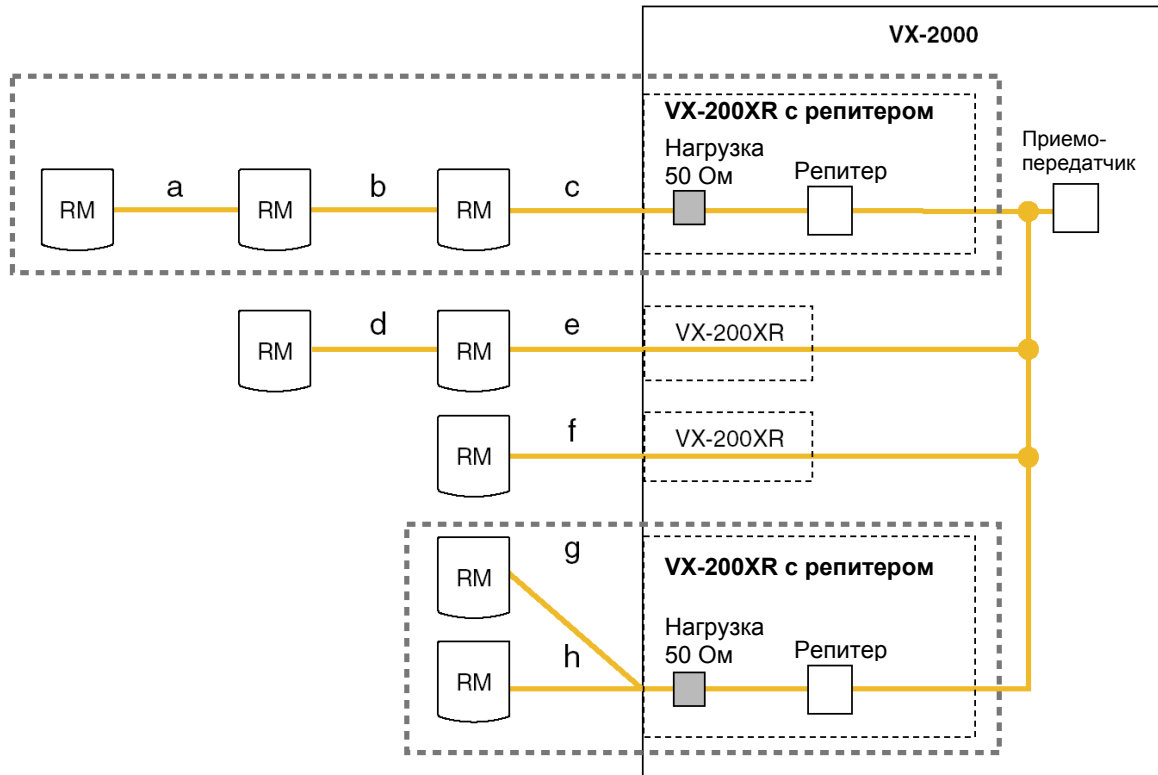 VX-2000
VX-200XR с репитером
Нагрузка
50 Ом
Репитер
Приемо-
передатчик
RM
a
RM
b
RM
c
RM
d
RM
e
VX-200XR
RM
f
VX-200XR
RM
g
VX-200XR с репитером
Нагрузка
50 Ом
Репитер
RM
h